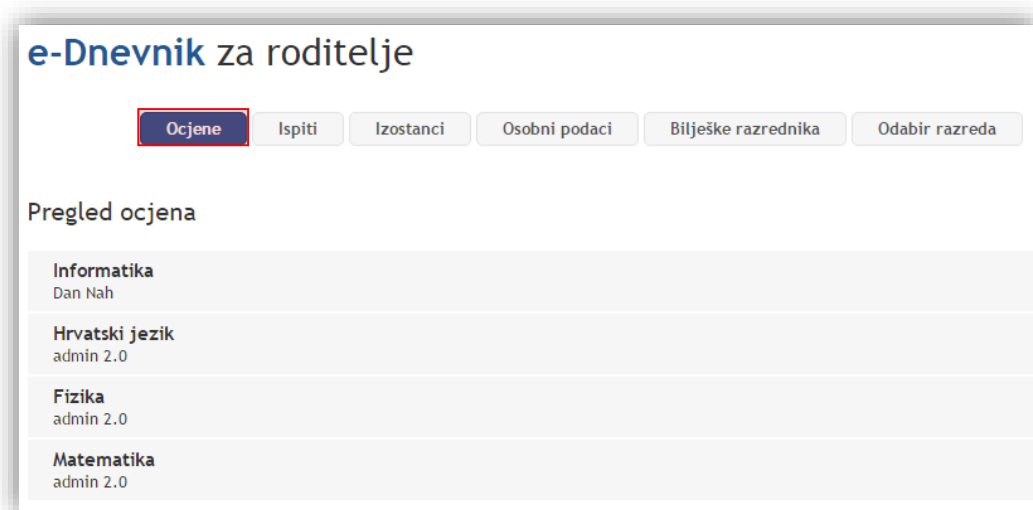 e-Dnevnik za roditelje
Ocjene Ispiti Izostanci Osobni podaci Bilješke razrednika Odabir razreda
Pregled ocjena
Informatika
Dan Nah
Hrvatski jezik
admin 2.0
Fizika
admin 2.0
Matematika
admin 2.0